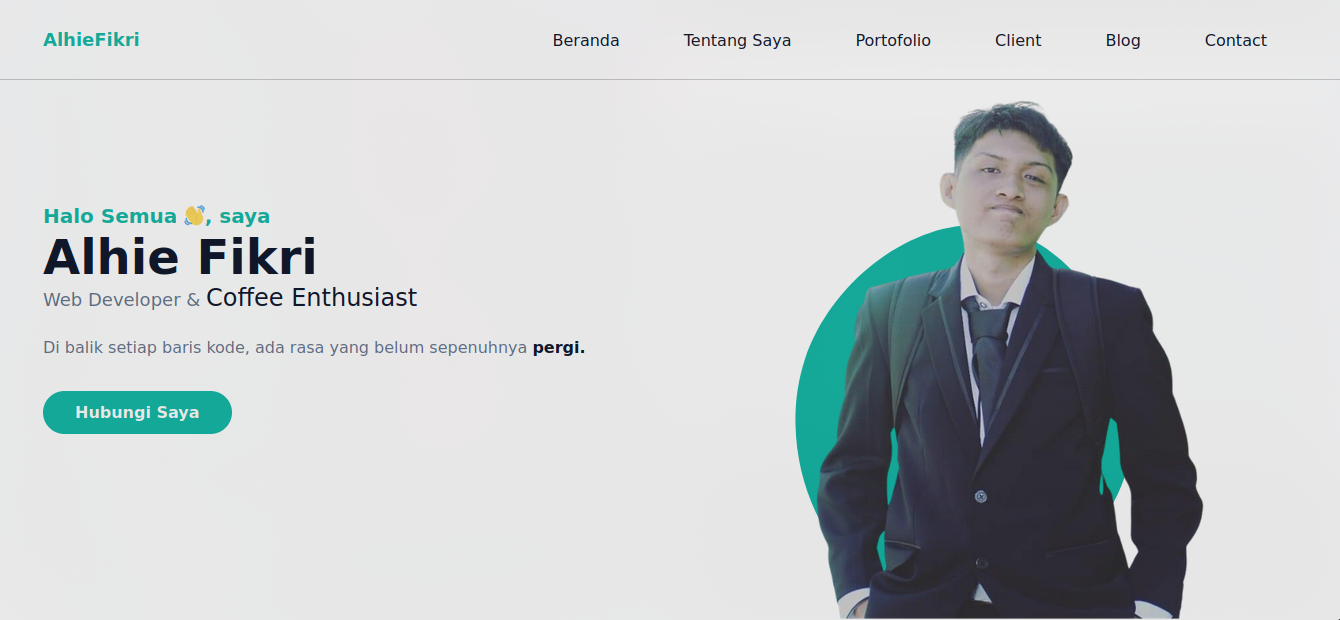 AlhieFikri
Beranda Tentang Saya Portofolio Client Blog Contact
Halo Semua 👋, saya
Alhie Fikri
Web Developer & Coffee Enthusiast
Di balik setiap baris kode, ada rasa yang belum sepenuhnya pergi.
Hubungi Saya